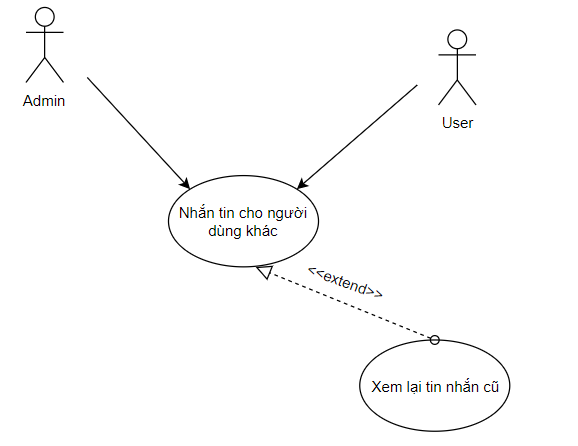 Admin
User
Nhắn tin cho người
dùng khác
<<extend>>
Xem lại tin nhắn cũ